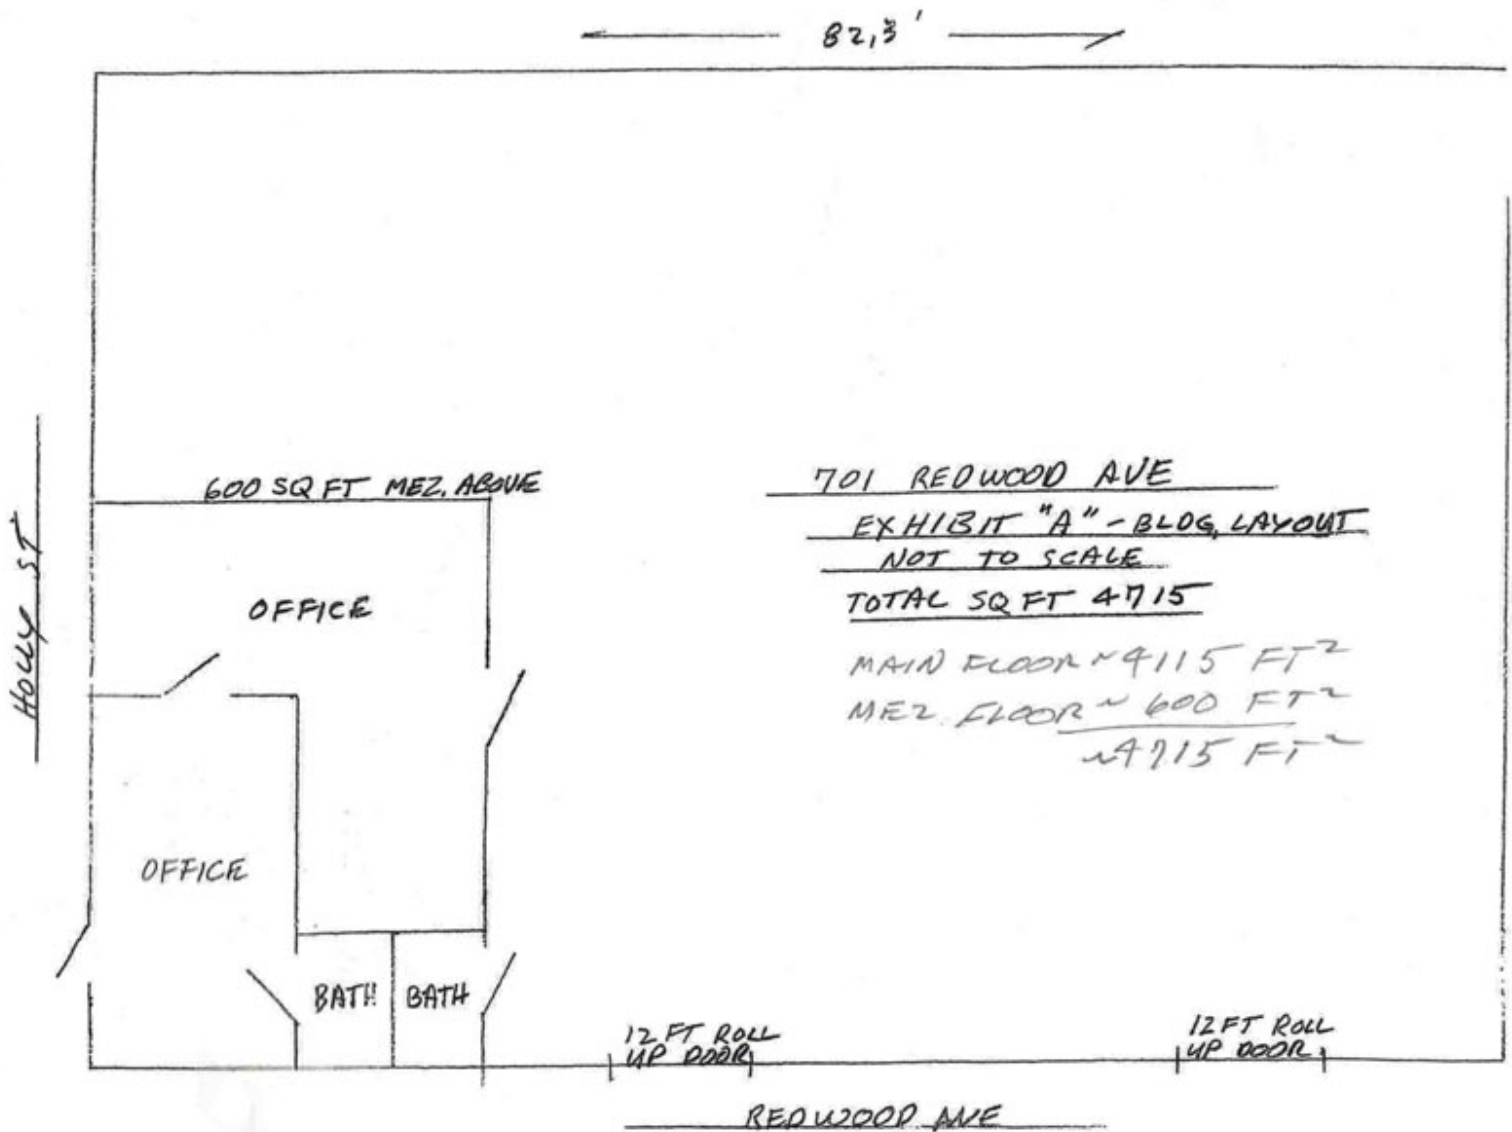 82,3'
600 SQ FT MEZ. ABOVE
701 REDWOOD AVE
EXHIBIT "A" - BLDG, LAYOUT
NOT TO SCALE
TOTAL SQ FT 4715
HOLLY ST
OFFICE
MAIN FLOOR ~ 4115 FT²
MEZ. FLOOR ~ 600 FT²
~4715 FT²
OFFICE
BATH
BATH
12 FT ROLL
UP DOOR
12 FT ROLL
UP DOOR
REDWOOD AVE